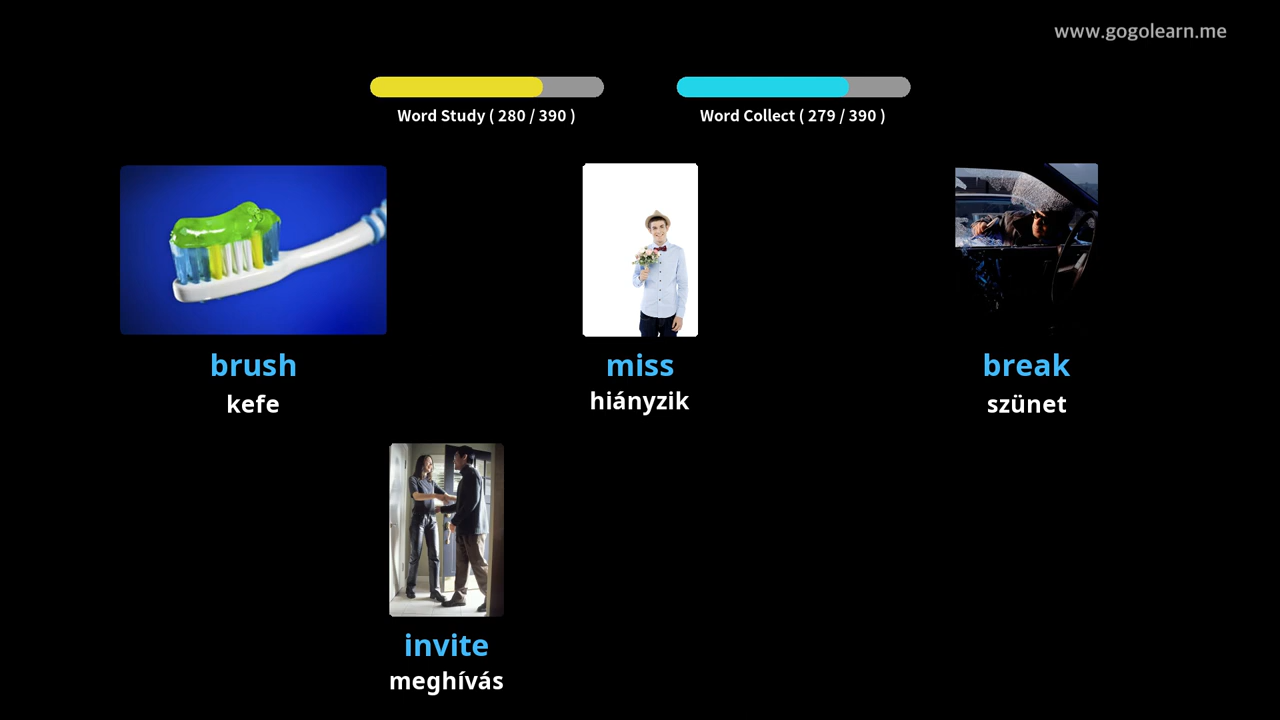 www.gogolearn.me
Word Study ( 280 / 390 )
Word Collect ( 279 / 390 )
brush
kefe
miss
hiányzik
break
szünet
invite
meghívás